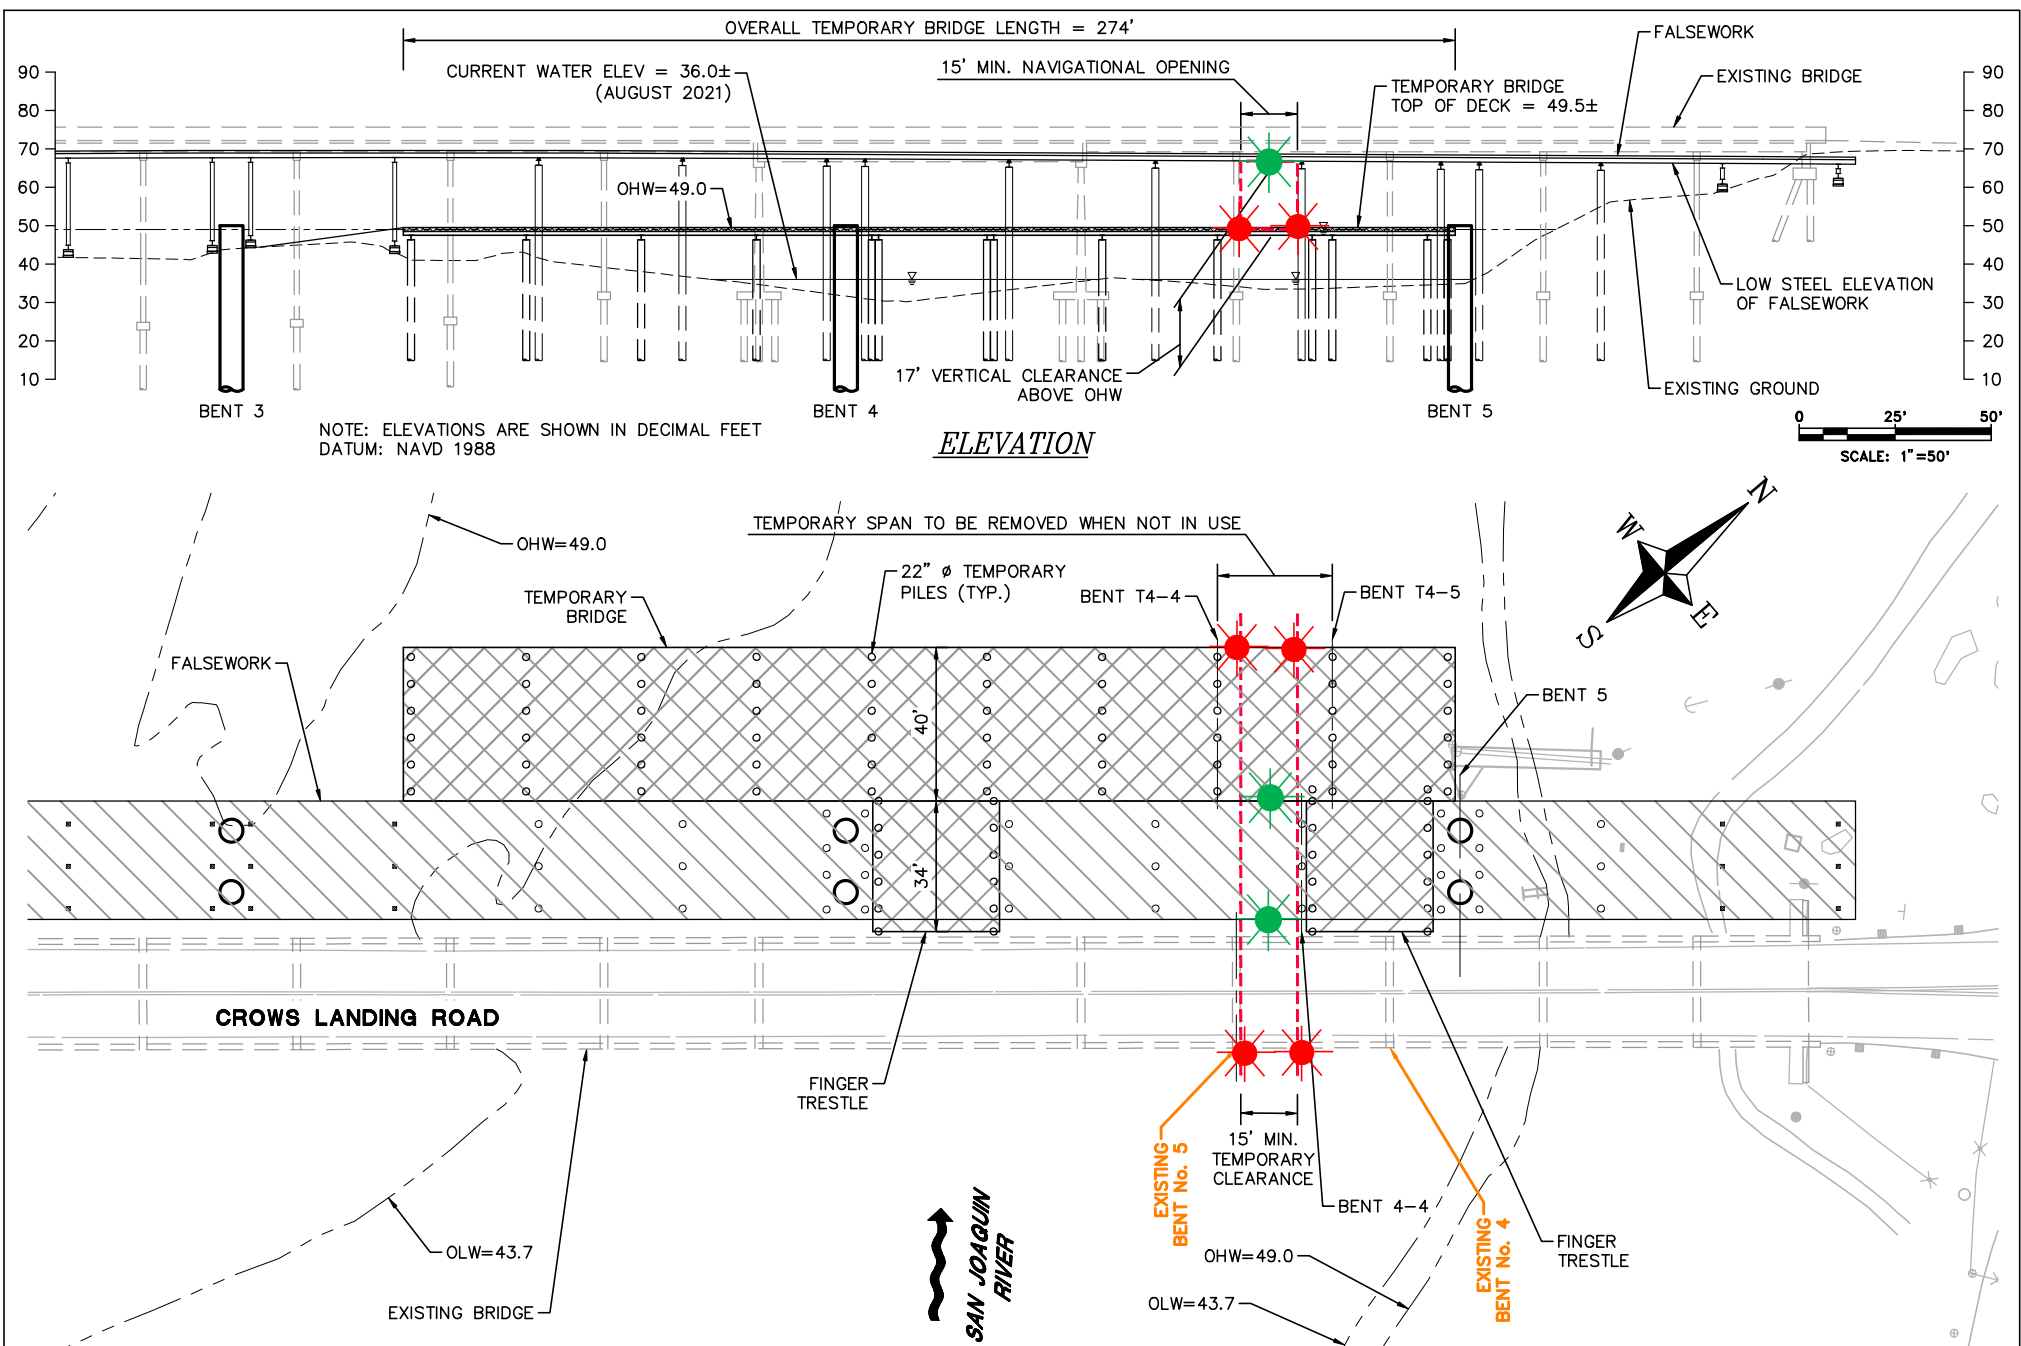 OVERALL TEMPORARY BRIDGE LENGTH = 274'
FALSEWORK
CURRENT WATER ELEV = 36.0±
(AUGUST 2021)
15' MIN. NAVIGATIONAL OPENING
TEMPORARY BRIDGE
TOP OF DECK = 49.5±
EXISTING BRIDGE
90
80
70
60
50
40
30
20
10
90
80
70
60
50
40
30
20
10
OHW=49.0
LOW STEEL ELEVATION
OF FALSEWORK
17' VERTICAL CLEARANCE
ABOVE OHW
EXISTING GROUND
BENT 3
BENT 4
BENT 5
NOTE: ELEVATIONS ARE SHOWN IN DECIMAL FEET
DATUM: NAVD 1988
ELEVATION
0 25' 50'
SCALE: 1"=50'
TEMPORARY SPAN TO BE REMOVED WHEN NOT IN USE
OHW=49.0
22" ø TEMPORARY
PILES (TYP.)
TEMPORARY
BRIDGE
BENT T4-4
BENT T4-5
N
W
E
S
FALSEWORK
BENT 5
40'
34'
CROWS LANDING ROAD
FINGER
TRESTLE
15' MIN.
TEMPORARY
CLEARANCE
EXISTING
BENT No. 5
BENT 4-4
EXISTING
BENT No. 4
FINGER
TRESTLE
OLW=43.7
EXISTING BRIDGE
SAN JOAQUIN
RIVER
OHW=49.0
OLW=43.7